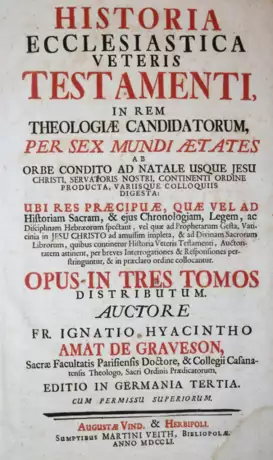 HISTORIA
ECCLESIASTICA
VETERIS
TESTAMENTI,
IN REM
THEOLOGIÆ CANDIDATORUM,
PER SEX MUNDI ÆTATES
AB
ORBE CONDITO AD NATALE USQUE JESU
CHRISTI, SERVATORIS NOSTRI, CONTINENTI ORDINE
PRODUCTA, VARIISQUE COLLOQUIIS
DIGESTA:
UBI RES PRÆCIPUÆ, QUÆ VEL AD
Historiam Sacram, & ejus Chronologiam, Legem, ac
Disciplinam Hebræorum spectant, vel quæ ad Prophetarum Gesta, Vati-
cinia in JESU CHRISTO ad amussim impleta, & ad Divinam Sacrorum
Librorum, quibus continetur Historia Veteris Testamenti, Auctori-
tatem attinent, per breves Interrogationes & Responsiones per-
stringuntur, & in præclaro ordine collocantur.
OPUS IN TRES TOMOS
DISTRIBUTUM.
AUCTORE
FR. IGNATIO HYACINTHO
AMAT DE GRAVESON,
Sacræ Facultatis Parisiensis Doctore, & Collegii Casana-
tensis Theologo, Sacri Ordinis Prædicatorum.
EDITIO IN GERMANIA TERTIA.
CUM PERMISSU SUPERIORUM.
AUGUSTÆ VIND. & HERBIPOLI.
SUMPTIBUS MARTINI VEITH, BIBLIOPOLÆ.
ANNO MDCCLI.